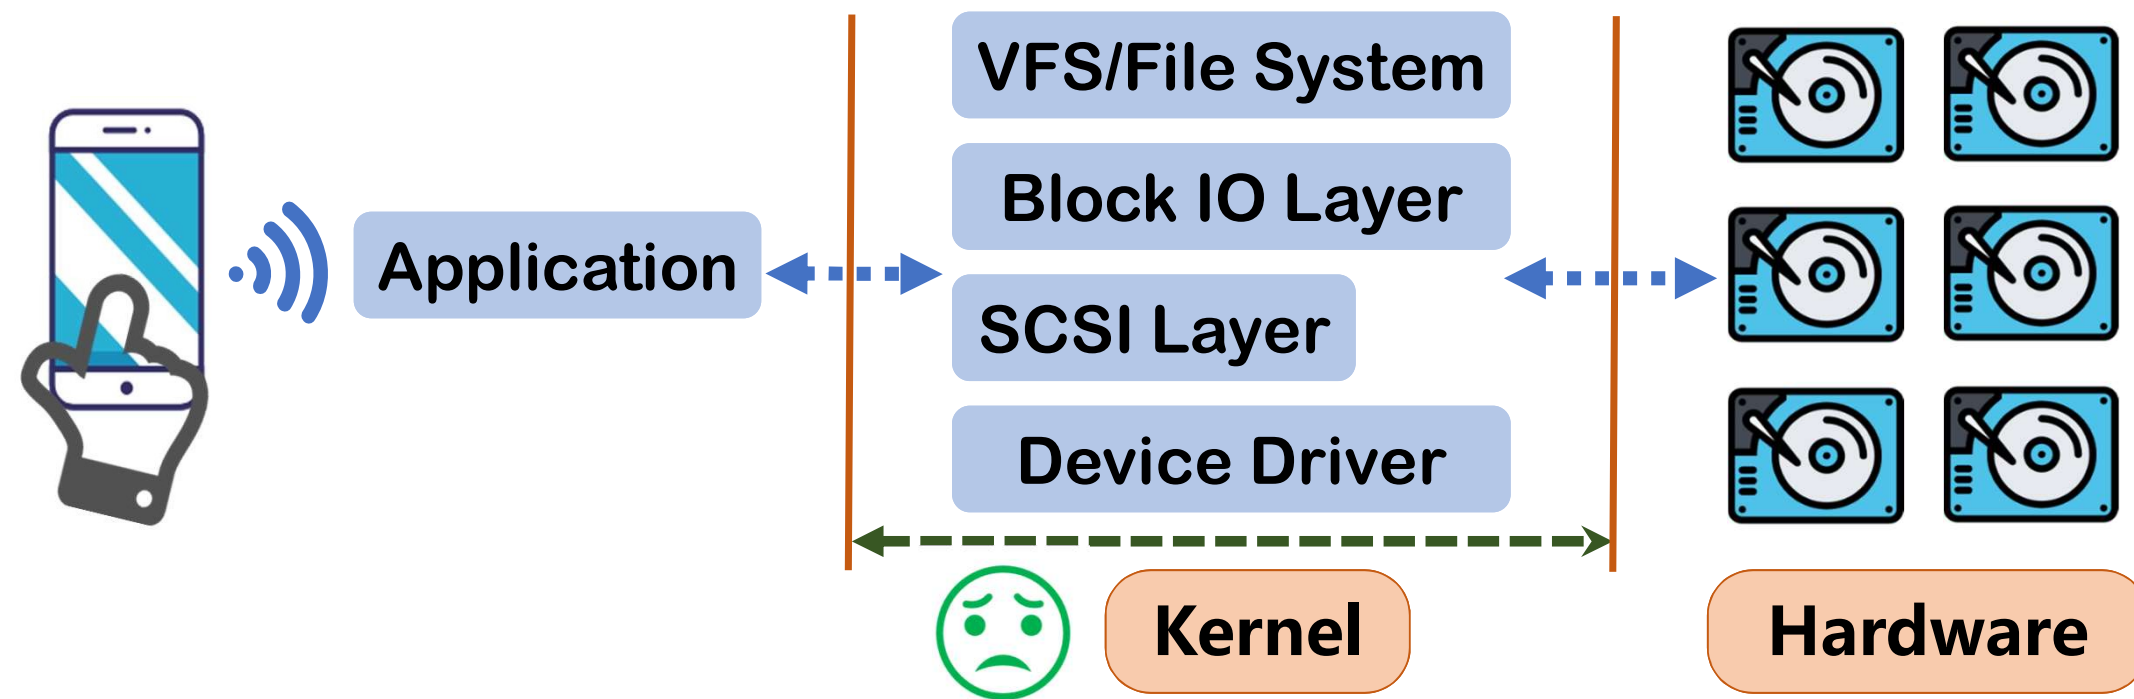 VFS/File System
Block IO Layer
Application
SCSI Layer
Device Driver
Kernel
Hardware